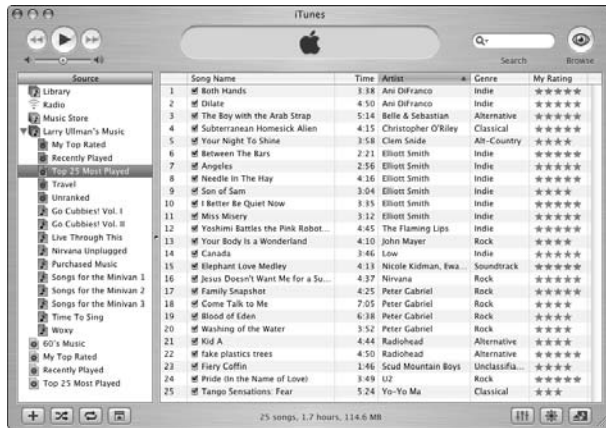 iTunes
Search
Browse
Source
Library
Radio
Music Store
Larry Ullman's Music
My Top Rated
Recently Played
Top 25 Most Played
Travel
Unranked
Go Cubbies! Vol. I
Go Cubbies! Vol. II
Live Through This
Nirvana Unplugged
Purchased Music
Songs for the Minivan 1
Songs for the Minivan 2
Songs for the Minivan 3
Time To Sing
Woxy
60's Music
My Top Rated
Recently Played
Top 25 Most Played
Song Name Time Artist Genre My Rating
1 Both Hands 3:38 Ani DiFranco Indie ★★★★★
2 Dilate 4:50 Ani DiFranco Indie ★★★★★
3 The Boy with the Arab Strap 5:14 Belle & Sebastian Alternative ★★★★★
4 Subterranean Homesick Alien 4:15 Christopher O'Riley Classical ★★★★
5 Your Night To Shine 3:58 Clem Snide Alt-Country ★★★★
6 Between The Bars 2:21 Elliott Smith Indie ★★★★★
7 Angeles 2:56 Elliott Smith Indie ★★★★★
8 Needle In The Hay 4:16 Elliott Smith Indie ★★★★★
9 Son of Sam 3:04 Elliott Smith Indie ★★★★
10 I Better Be Quiet Now 3:35 Elliott Smith Indie ★★★★★
11 Miss Misery 3:12 Elliott Smith Indie ★★★★★
12 Yoshimi Battles the Pink Robot... 4:45 The Flaming Lips Indie ★★★★★
13 Your Body Is a Wonderland 4:10 John Mayer Rock ★★★★
14 Canada 3:46 Low Indie ★★★★
15 Elephant Love Medley 4:13 Nicole Kidman, Ewa... Soundtrack ★★★★★
16 Jesus Doesn't Want Me for a Su... 4:37 Nirvana Rock ★★★★★
17 Family Snapshot 4:25 Peter Gabriel Rock ★★★★★
18 Come Talk to Me 7:05 Peter Gabriel Rock ★★★★
19 Blood of Eden 6:38 Peter Gabriel Rock ★★★★
20 Washing of the Water 3:52 Peter Gabriel Rock ★★★★
21 Kid A 4:44 Radiohead Alternative ★★★★
22 fake plastics trees 4:50 Radiohead Alternative ★★★★★
23 Fiery Coffin 1:46 Scud Mountain Boys Unclassifia... ★★★★
24 Pride (In the Name of Love) 3:49 U2 Rock ★★★★★
25 Tango Sensations: Fear 5:24 Yo-Yo Ma Classical ★★★
25 songs, 1.7 hours, 114.6 MB